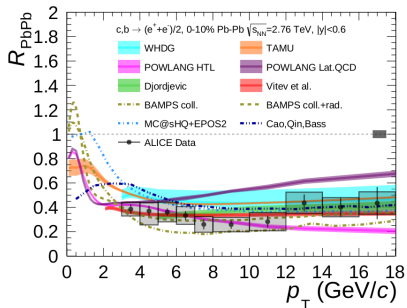 R_PbPb
2
1.8
1.6
1.4
1.2
1
0.8
0.6
0.4
0.2
0
c,b → (e⁺+e⁻)/2, 0-10% Pb-Pb √s_NN=2.76 TeV, |y|<0.6
WHDG TAMU
POWLANG HTL POWLANG Lat.QCD
Djordjevic Vitev et al.
BAMPS coll. BAMPS coll.+rad.
MC@sHQ+EPOS2 Cao,Qin,Bass
ALICE Data
0 2 4 6 8 10 12 14 16 18
p_T (GeV/c)